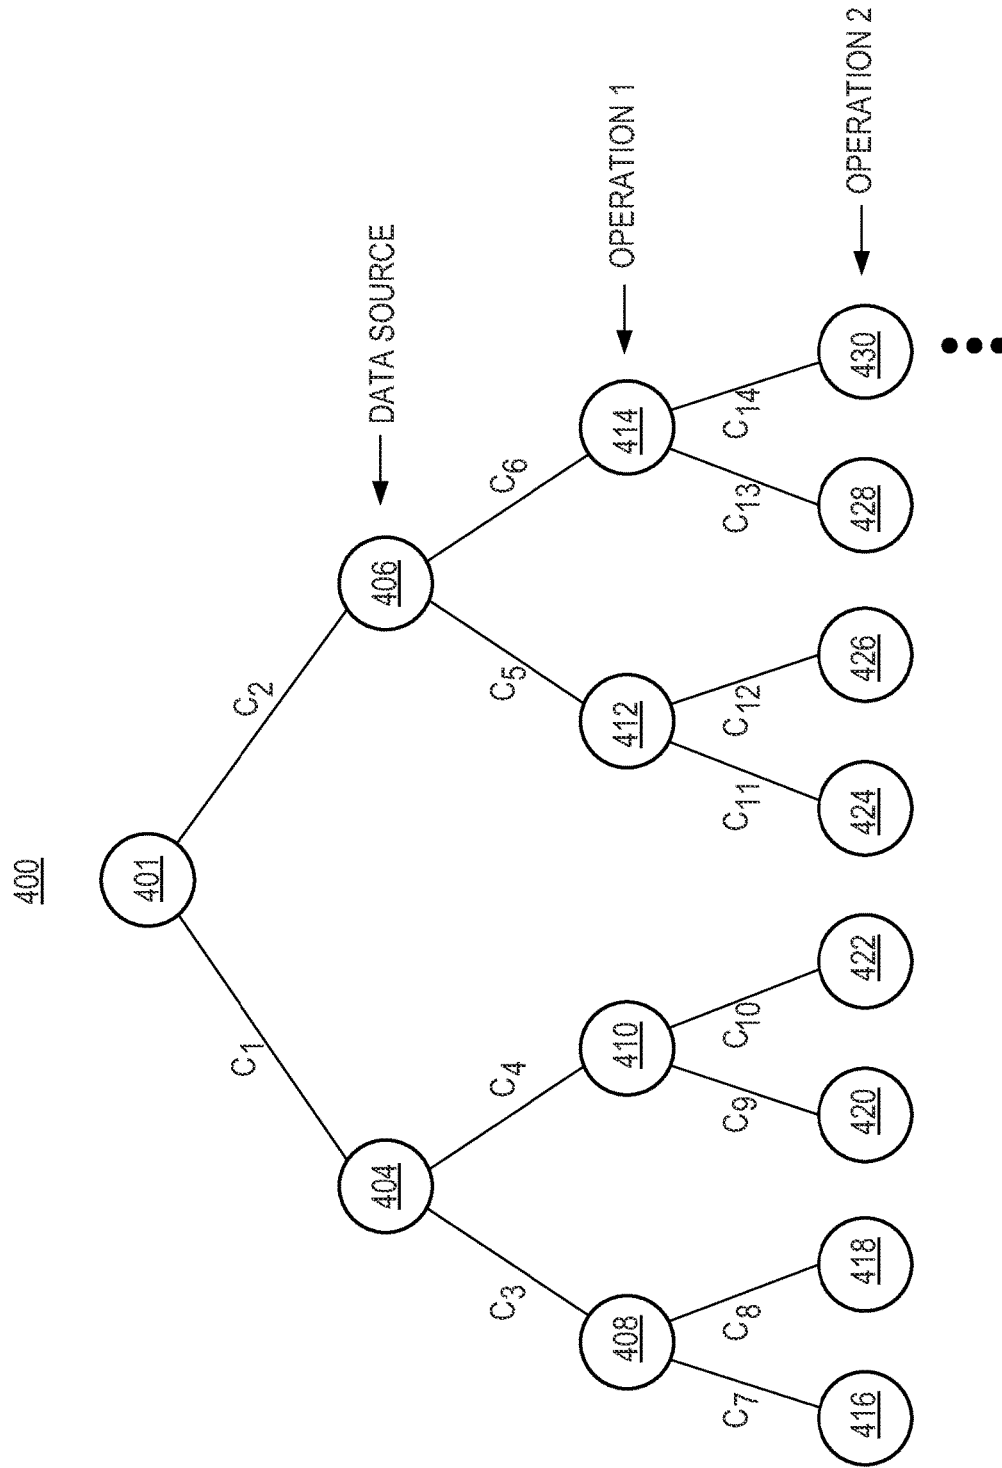 400
401
C1
C2
404
406
DATA SOURCE
C3
C4
C5
C6
408
410
412
414
OPERATION 1
C7
C8
C9
C10
C11
C12
C13
C14
416
418
420
422
424
426
428
430
OPERATION 2